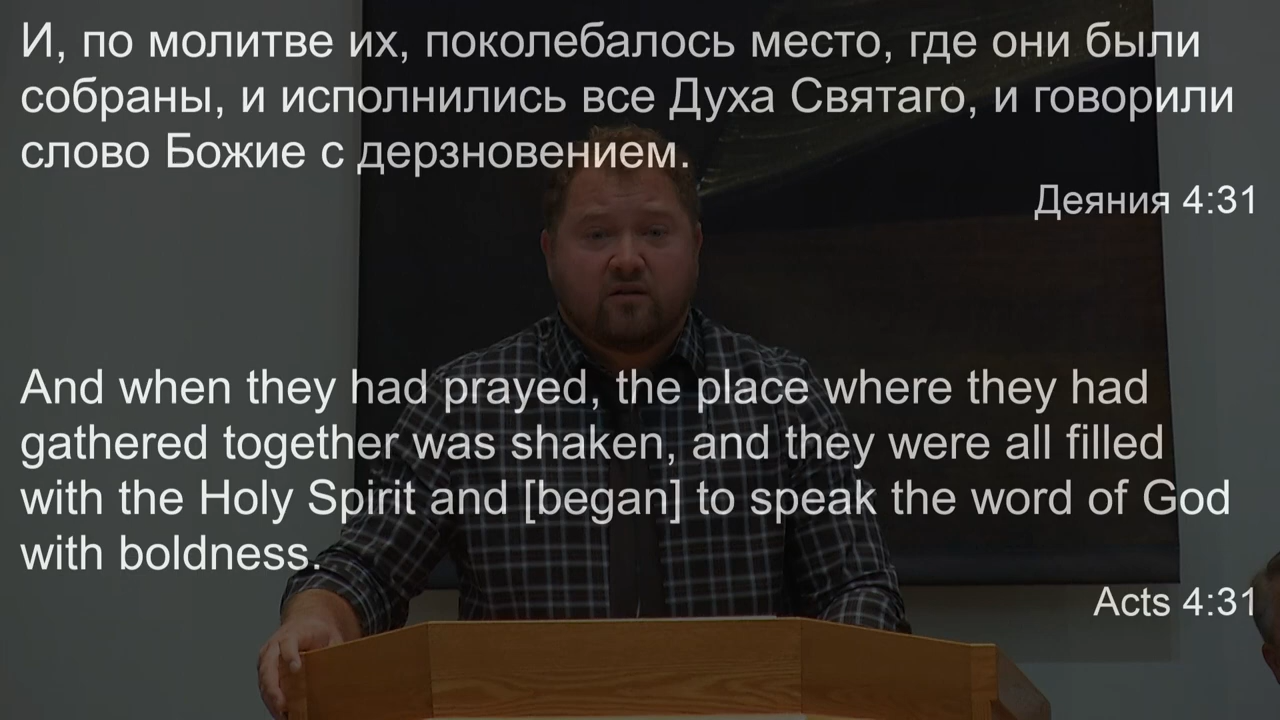 И, по молитве их, поколебалось место, где они были
собраны, и исполнились все Духа Святаго, и говорили
слово Божие с дерзновением.
Деяния 4:31
And when they had prayed, the place where they had
gathered together was shaken, and they were all filled
with the Holy Spirit and [began] to speak the word of God
with boldness.
Acts 4:31